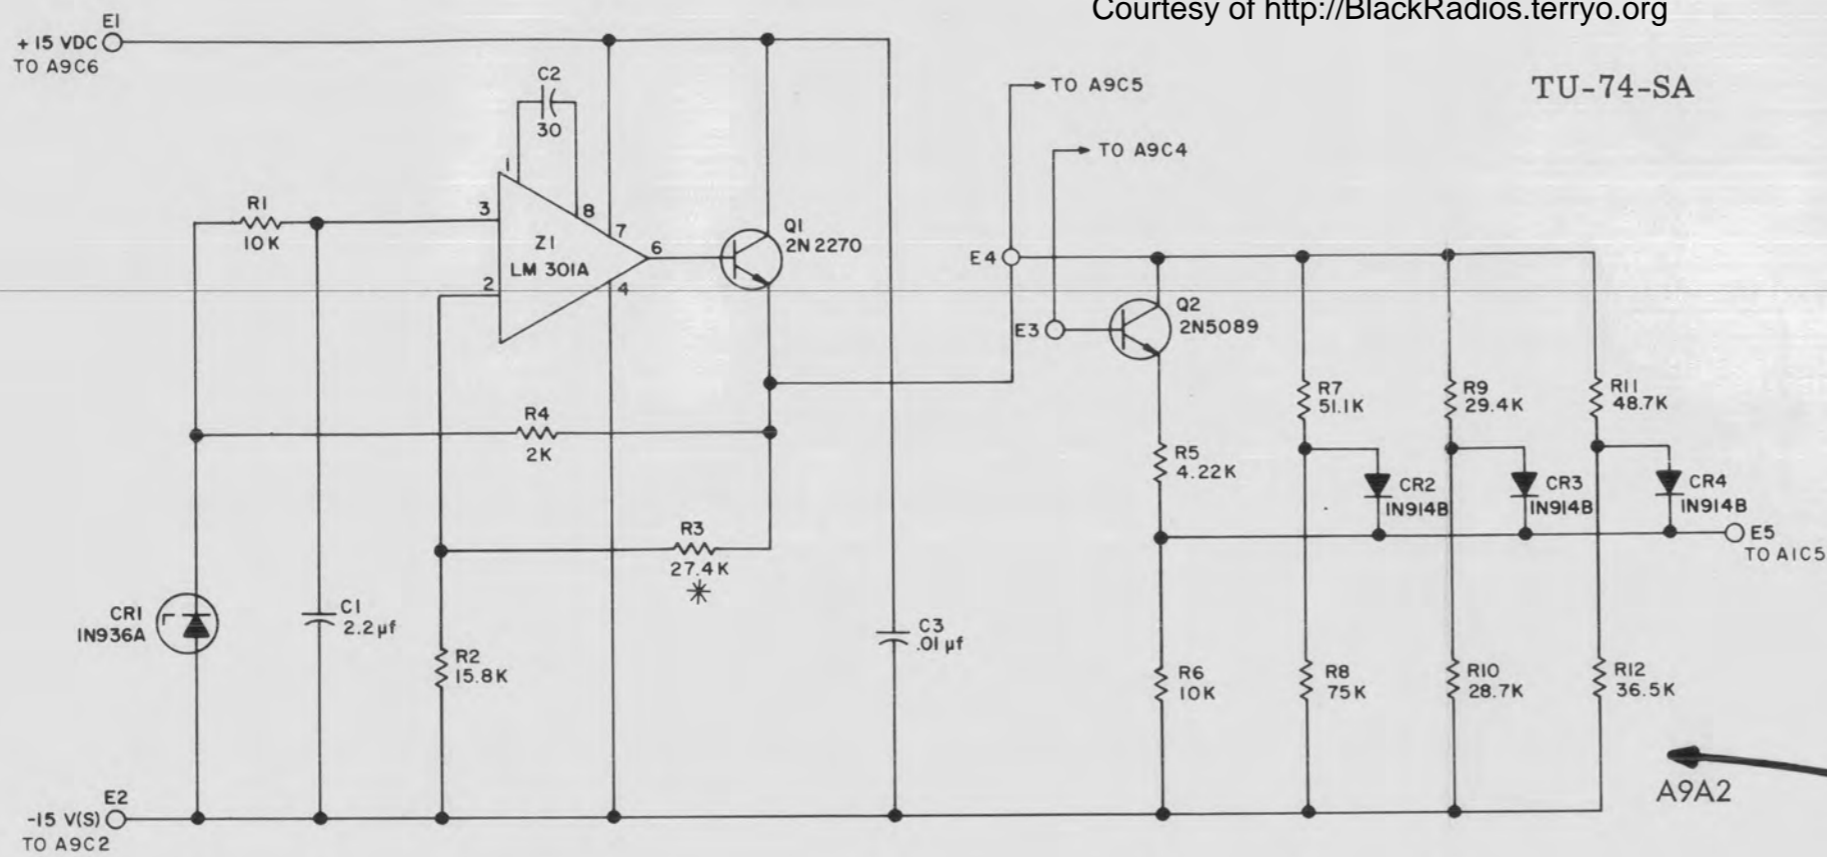 Courtesy of http://BlackRadios.terryo.org
TU-74-SA
E1
+15 VDC
TO A9C6
C2
30
1
8
3
7
Z1
LM 301A
6
2
4
R1
10K
Q1
2N2270
TO A9C5
TO A9C4
E4
E3
Q2
2N5089
R4
2K
R3
27.4K
*
R5
4.22K
R7
51.1K
R9
29.4K
R11
48.7K
CR2
IN914B
CR3
IN914B
CR4
IN914B
E5
TO A1C5
CR1
IN936A
C1
2.2µf
R2
15.8K
C3
.01µf
R6
10K
R8
75K
R10
28.7K
R12
36.5K
A9A2
E2
-15 V(S)
TO A9C2